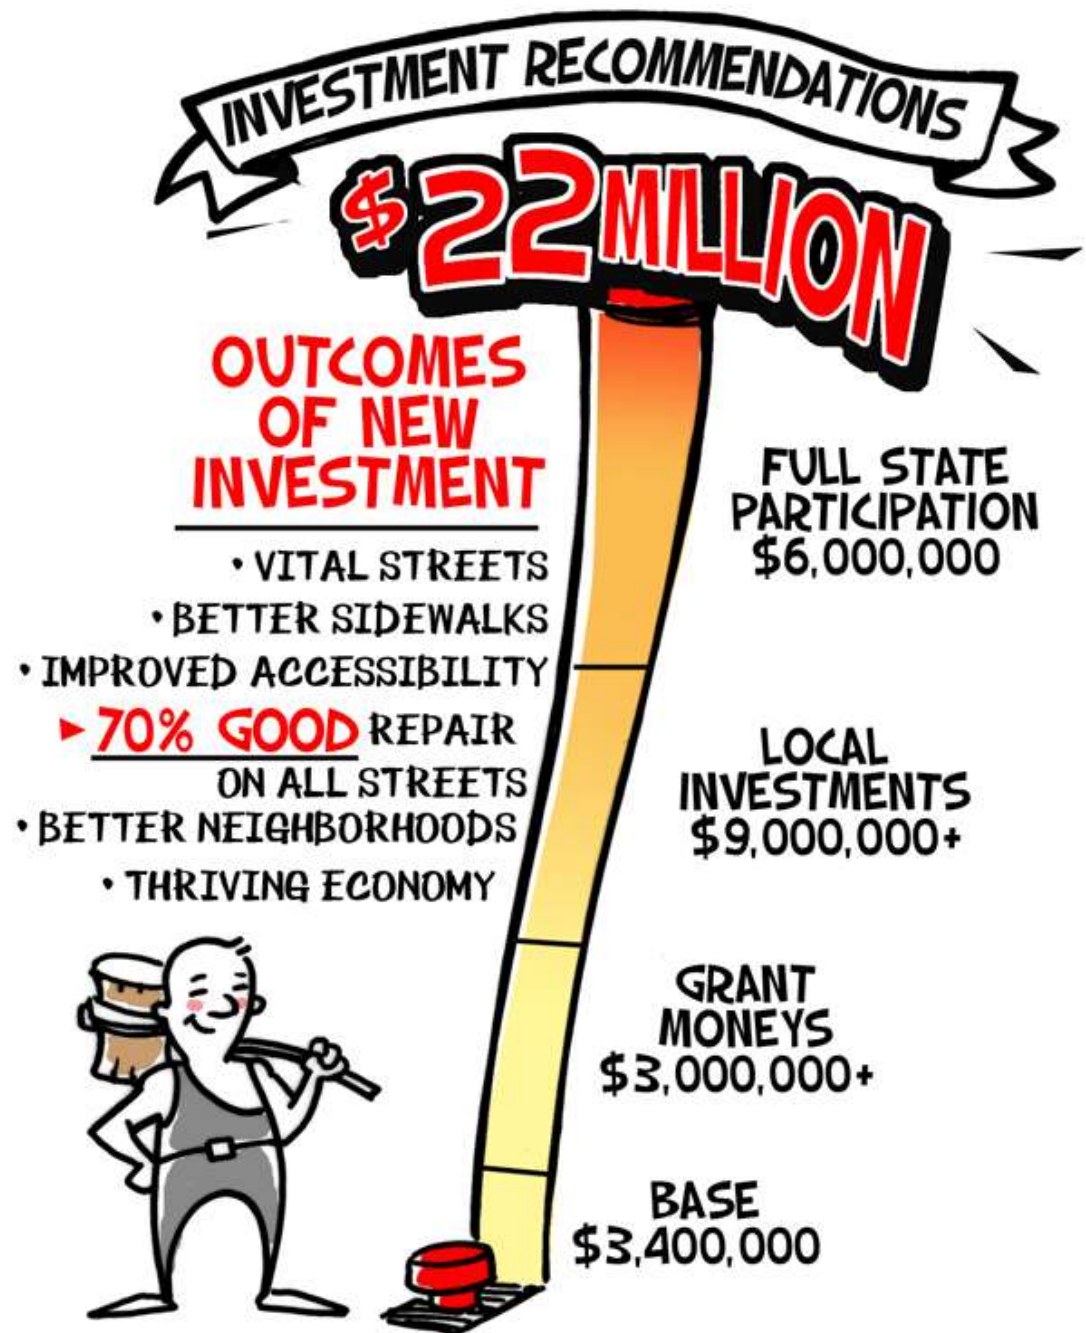 INVESTMENT RECOMMENDATIONS
$22 MILLION
OUTCOMES
OF NEW
INVESTMENT
• VITAL STREETS
• BETTER SIDEWALKS
• IMPROVED ACCESSIBILITY
► 70% GOOD REPAIR
ON ALL STREETS
• BETTER NEIGHBORHOODS
• THRIVING ECONOMY
FULL STATE
PARTICIPATION
$6,000,000
LOCAL
INVESTMENTS
$9,000,000+
GRANT
MONEYS
$3,000,000+
BASE
$3,400,000